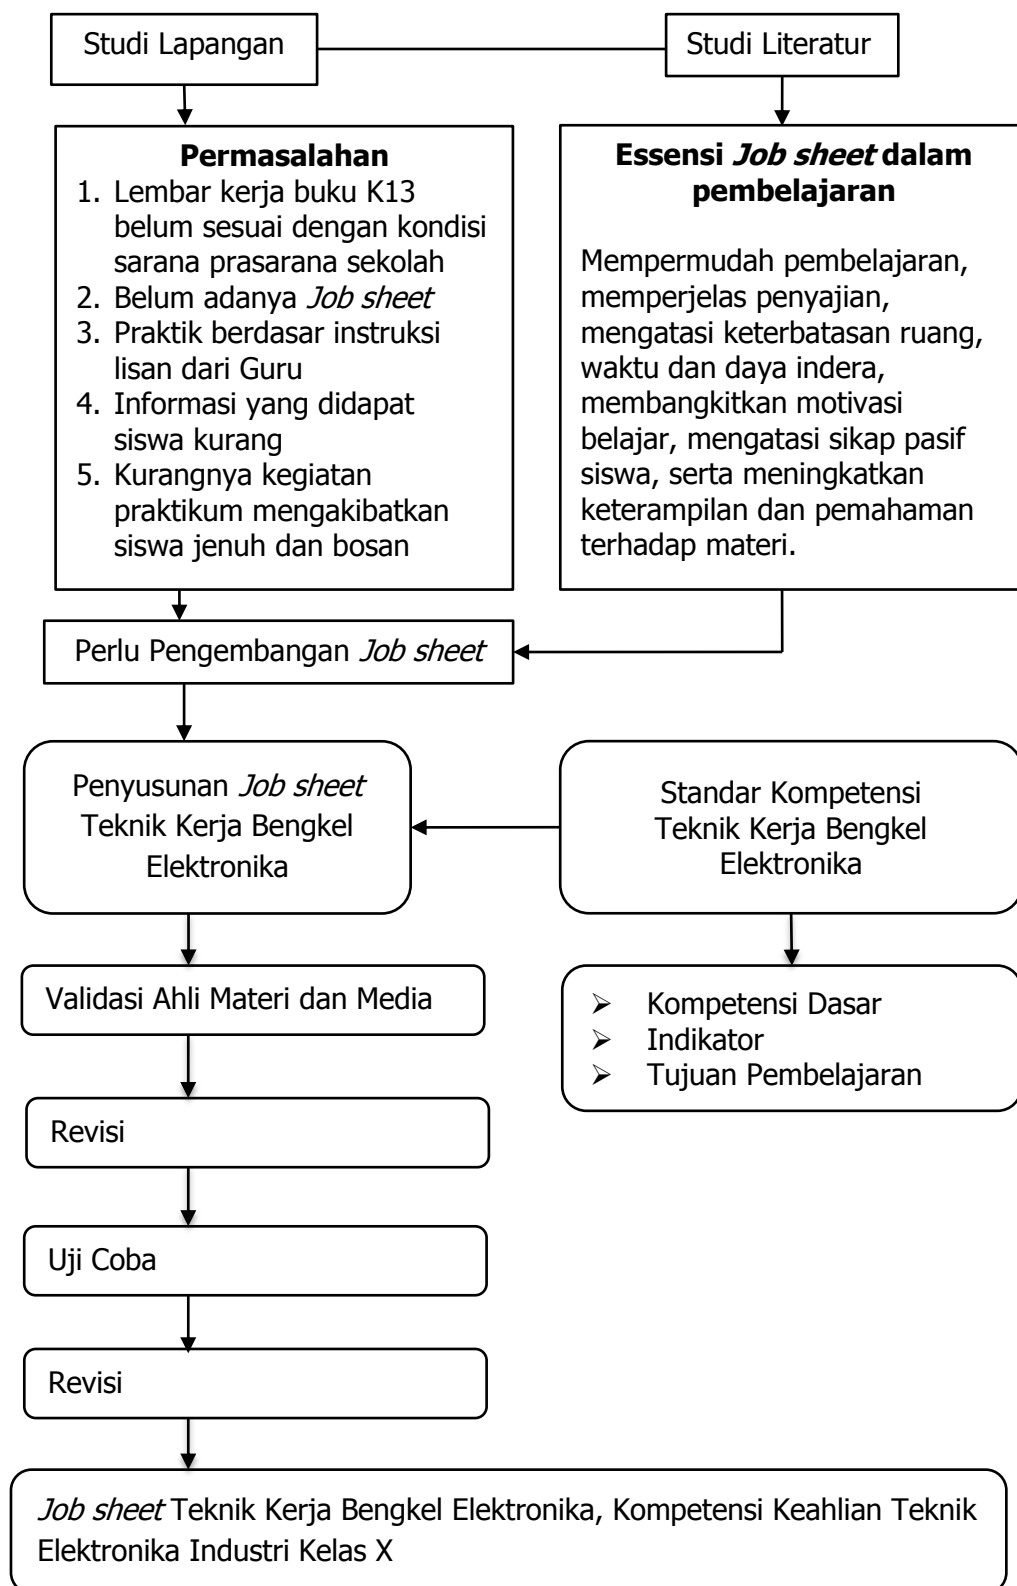 Studi Lapangan
Studi Literatur
Permasalahan
1. Lembar kerja buku K13
belum sesuai dengan kondisi
sarana prasarana sekolah
2. Belum adanya Job sheet
3. Praktik berdasar instruksi
lisan dari Guru
4. Informasi yang didapat
siswa kurang
5. Kurangnya kegiatan
praktikum mengakibatkan
siswa jenuh dan bosan
Essensi Job sheet dalam
pembelajaran
Mempermudah pembelajaran,
memperjelas penyajian,
mengatasi keterbatasan ruang,
waktu dan daya indera,
membangkitkan motivasi
belajar, mengatasi sikap pasif
siswa, serta meningkatkan
keterampilan dan pemahaman
terhadap materi.
Perlu Pengembangan Job sheet
Penyusunan Job sheet
Teknik Kerja Bengkel
Elektronika
Standar Kompetensi
Teknik Kerja Bengkel
Elektronika
Validasi Ahli Materi dan Media
➢ Kompetensi Dasar
➢ Indikator
➢ Tujuan Pembelajaran
Revisi
Uji Coba
Revisi
Job sheet Teknik Kerja Bengkel Elektronika, Kompetensi Keahlian Teknik
Elektronika Industri Kelas X